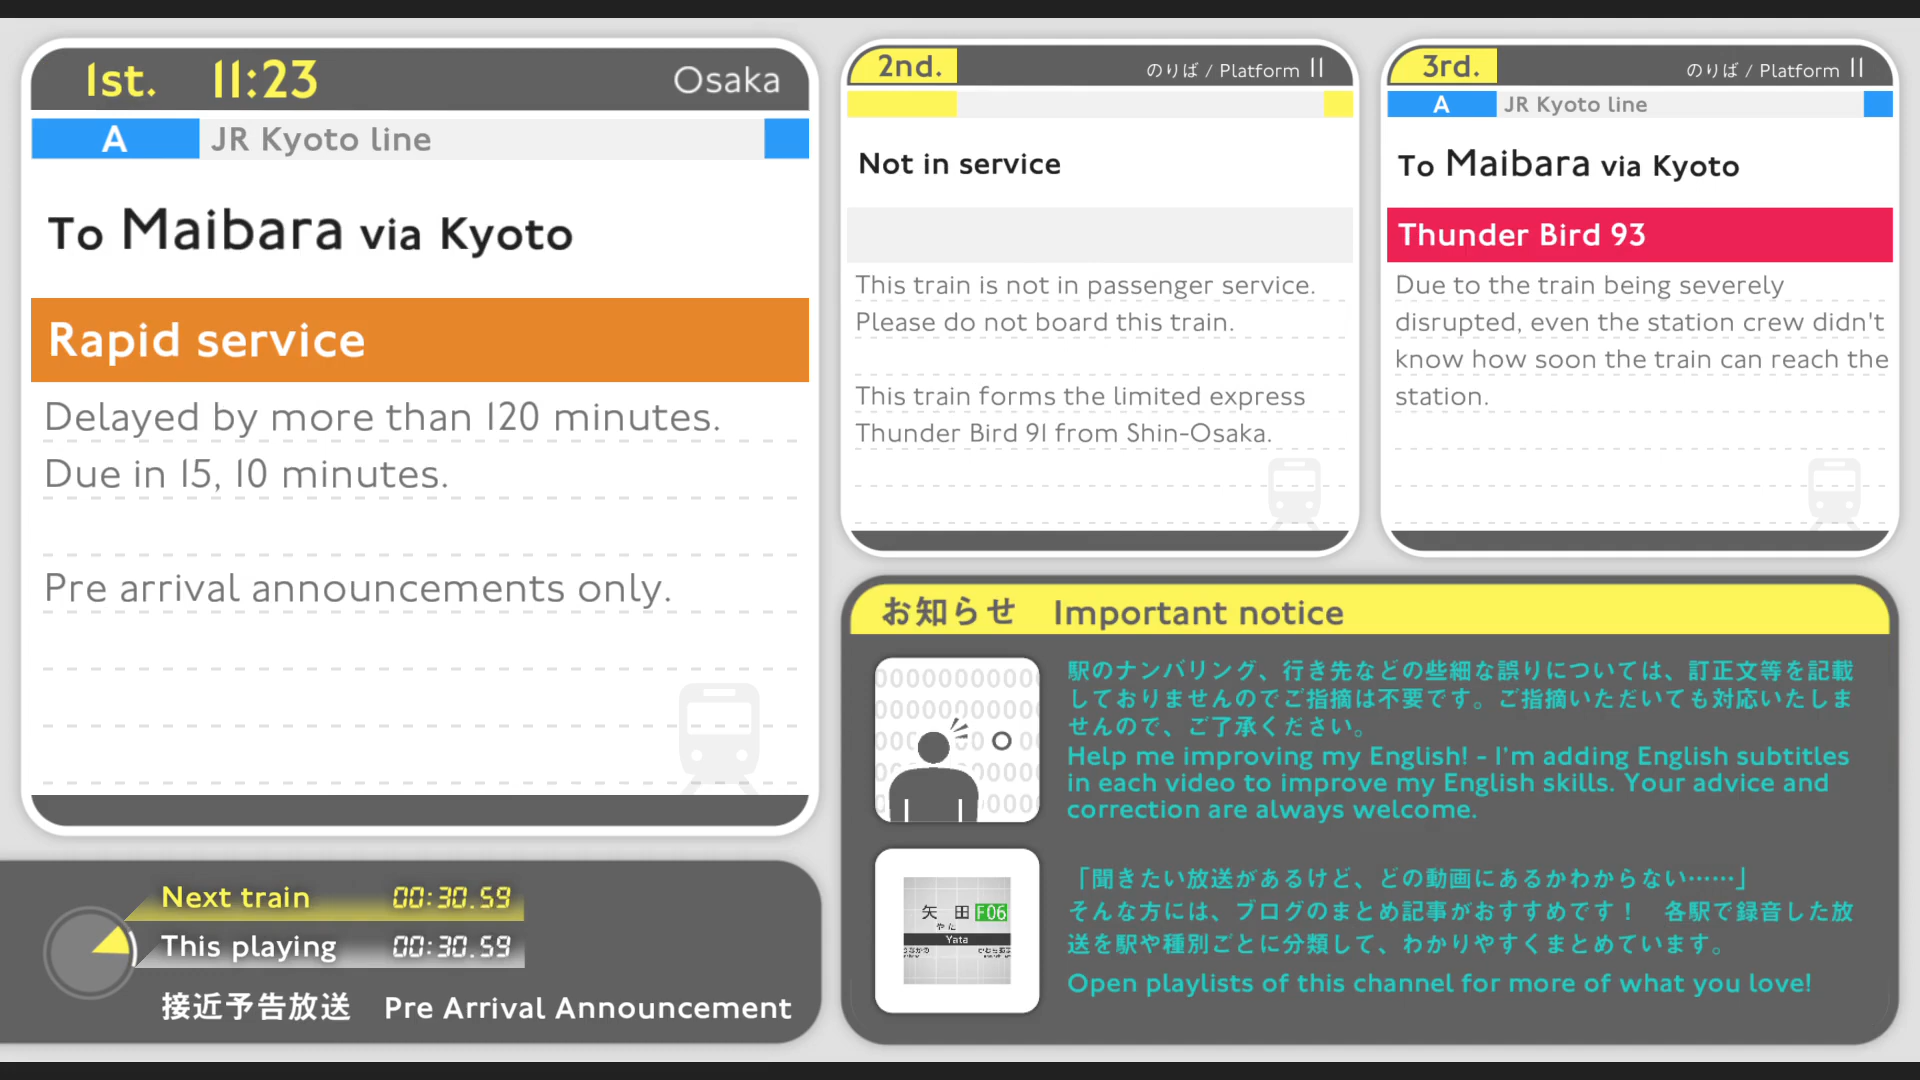 1st. 11:23 Osaka
A JR Kyoto line
To Maibara via Kyoto
Rapid service
Delayed by more than 120 minutes.
Due in 15, 10 minutes.
Pre arrival announcements only.
2nd. のりば / Platform 11
Not in service
This train is not in passenger service.
Please do not board this train.
This train forms the limited express
Thunder Bird 91 from Shin-Osaka.
3rd. のりば / Platform 11
A JR Kyoto line
To Maibara via Kyoto
Thunder Bird 93
Due to the train being severely
disrupted, even the station crew didn't
know how soon the train can reach the
station.
Next train 00:30.59
This playing 00:30.59
接近予告放送 Pre Arrival Announcement
お知らせ Important notice
駅のナンバリング、行き先などの些細な誤りについては、訂正文等を記載
しておりませんのでご指摘は不要です。ご指摘いただいても対応いたしま
せんので、ご了承ください。
Help me improving my English! - I'm adding English subtitles
in each video to improve my English skills. Your advice and
correction are always welcome.
矢 田 F06
やた
Yata
「聞きたい放送があるけど、どの動画にあるかわからない……」
そんな方には、ブログのまとめ記事がおすすめです！ 各駅で録音した放
送を駅や種別ごとに分類して、わかりやすくまとめています。
Open playlists of this channel for more of what you love!